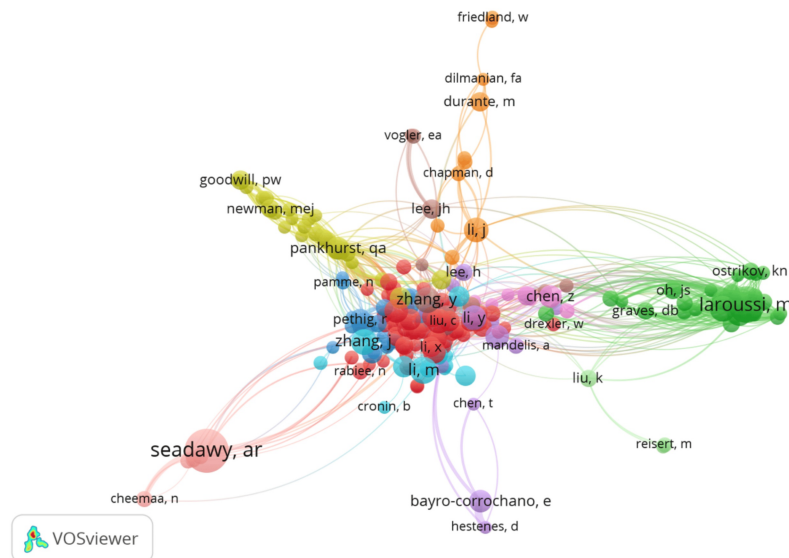 friedland, w
dilmanian, fa
durante, m
vogler, ea
chapman, d
goodwill, pw
newman, mej
lee, jh
li, j
pankhurst, qa
lee, h
ostrikov, kn
pamme, n
zhang, y
chen, z
oh, js
laroussi, m
graves, db
pethig, r
liu, c
li, y
drexler, w
zhang, j
li, x
mandelis, a
rabiee, n
li, m
liu, k
cronin, b
chen, t
reisert, m
seadawy, ar
cheemaa, n
bayro-corrochano, e
hestenes, d
VOSviewer